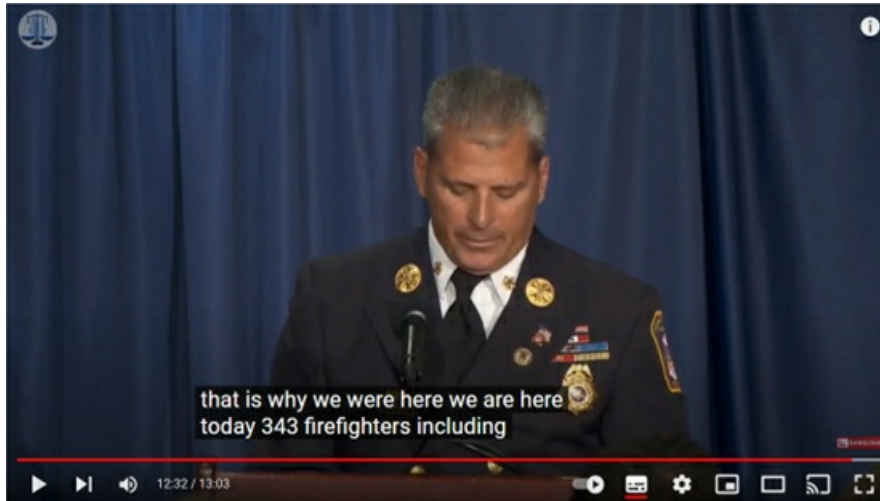 that is why we were here we are here
today 343 firefighters including
12:32 / 13:03